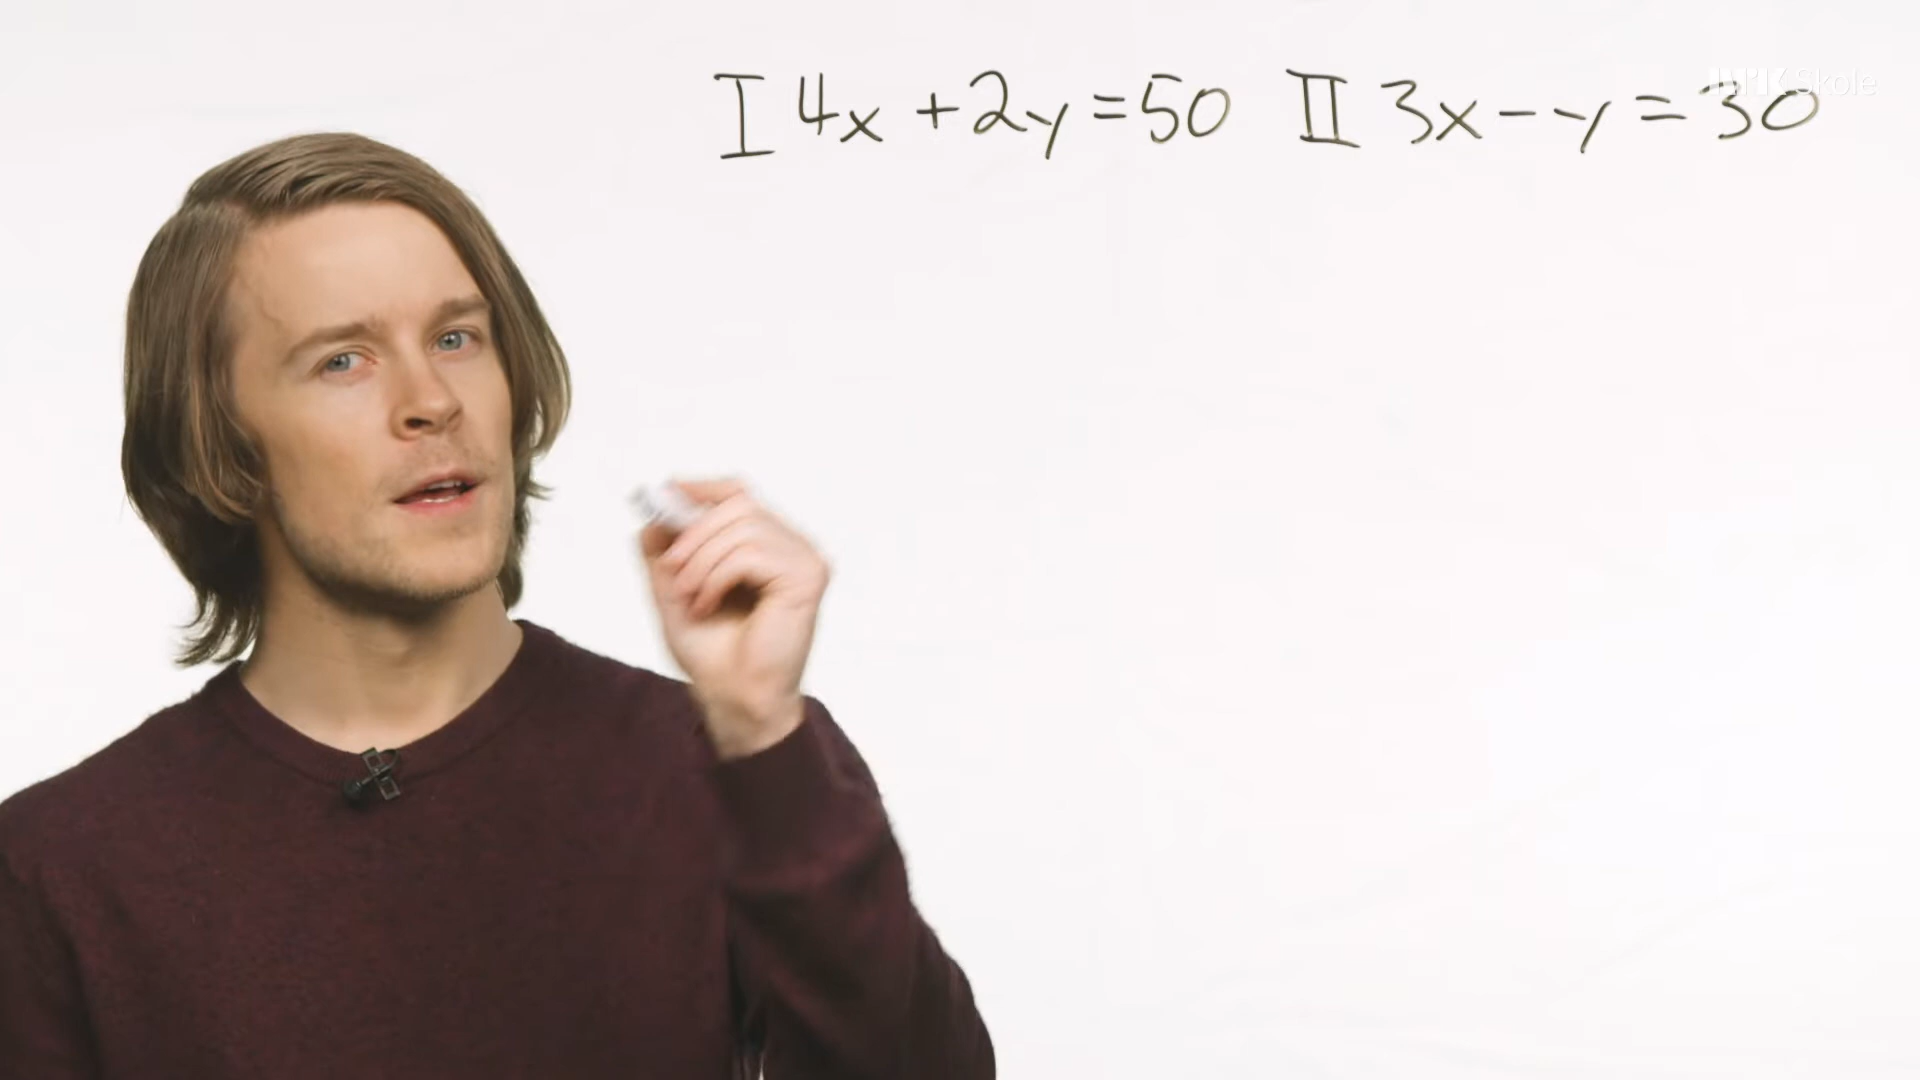 I 4x + 2y = 50 II 3x - y = 30
NRK Skole